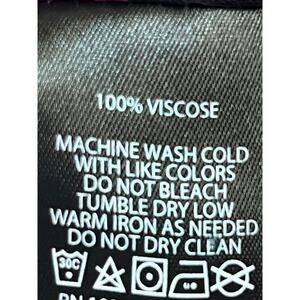 100% VISCOSE
MACHINE WASH COLD
WITH LIKE COLORS
DO NOT BLEACH
TUMBLE DRY LOW
WARM IRON AS NEEDED
DO NOT DRY CLEAN
30C